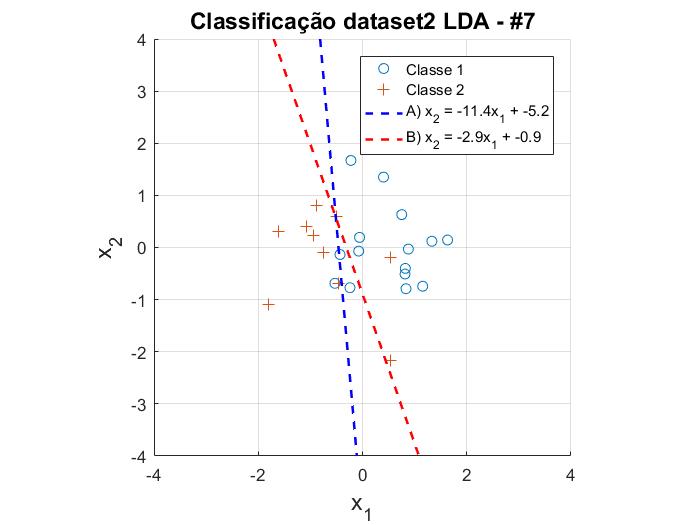 Classificação dataset2 LDA - #7
Classe 1
Classe 2
A) x2 = -11.4x1 + -5.2
B) x2 = -2.9x1 + -0.9
4
3
2
1
0
-1
-2
-3
-4
x2
-4 -2 0 2 4
x1